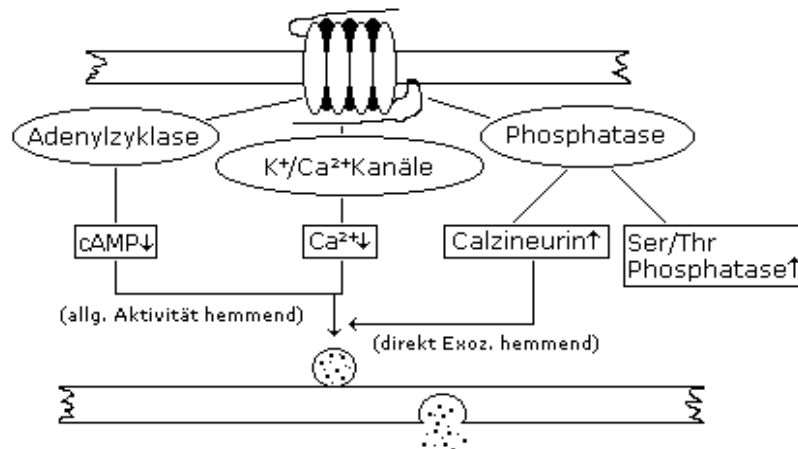 Adenylzyklase
K⁺/Ca²⁺Kanäle
Phosphatase
cAMP↓
Ca²⁺↓
Calzineurin↑
Ser/Thr
Phosphatase↑
(allg. Aktivität hemmend)
(direkt Exoz. hemmend)